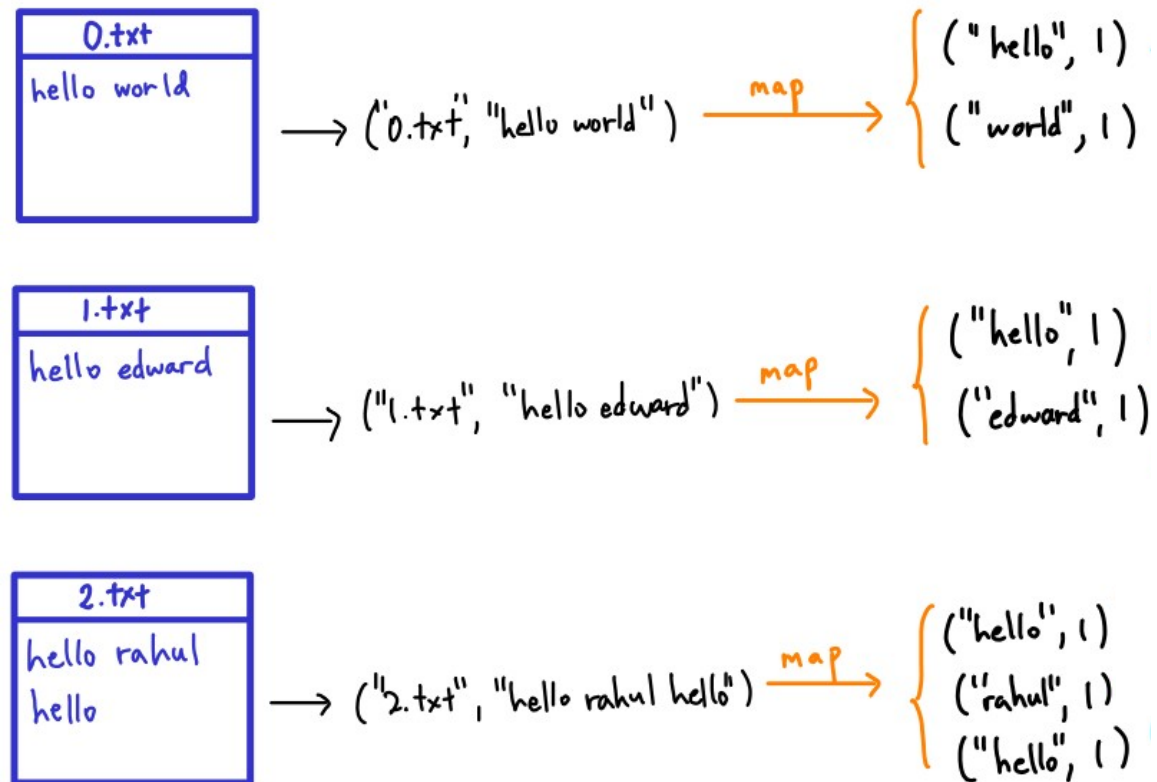 0.txt
hello world
("0.txt", "hello world")
map
("hello", 1)
("world", 1)
1.txt
hello edward
("1.txt", "hello edward")
map
("hello", 1)
("edward", 1)
2.txt
hello rahul
hello
("2.txt", "hello rahul hello")
map
("hello", 1)
("rahul", 1)
("hello", 1)